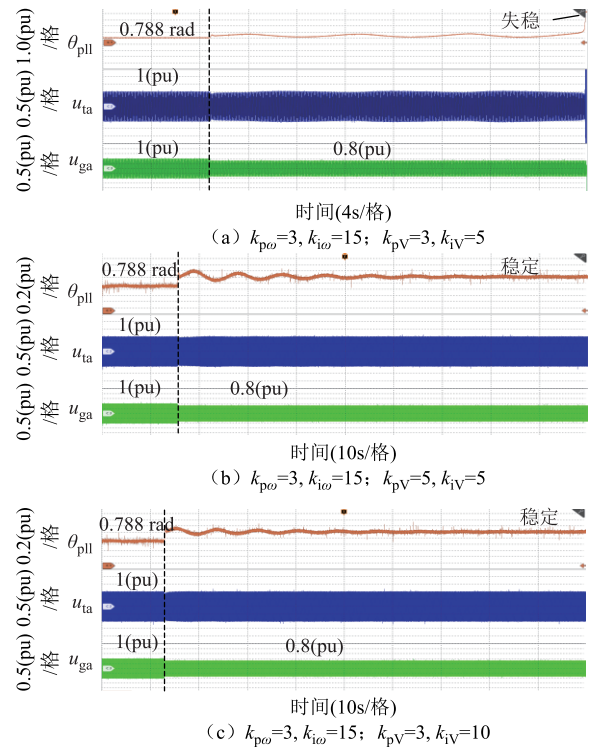 1.0(pu)/格 θpll 0.788 rad 失稳
0.5(pu)/格 uta 1(pu)
0.5(pu)/格 uga 1(pu) 0.8(pu)
时间(4s/格)
（a）kpω=3, kiω=15；kpV=3, kiV=5
0.2(pu)/格 θpll 0.788 rad 稳定
0.5(pu)/格 uta 1(pu)
0.5(pu)/格 uga 1(pu) 0.8(pu)
时间(10s/格)
（b）kpω=3, kiω=15；kpV=5, kiV=5
0.2(pu)/格 θpll 0.788 rad 稳定
0.5(pu)/格 uta 1(pu)
0.5(pu)/格 uga 1(pu) 0.8(pu)
时间(10s/格)
（c）kpω=3, kiω=15；kpV=3, kiV=10